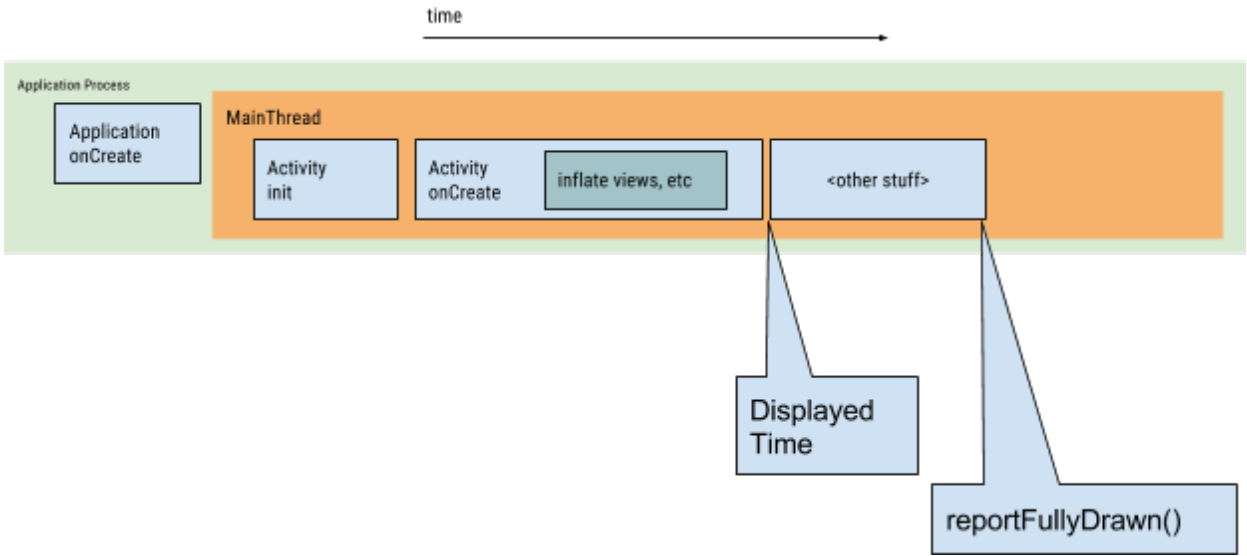 time
Application Process
Application
onCreate
MainThread
Activity
init
Activity
onCreate
inflate views, etc
<other stuff>
Displayed
Time
reportFullyDrawn()